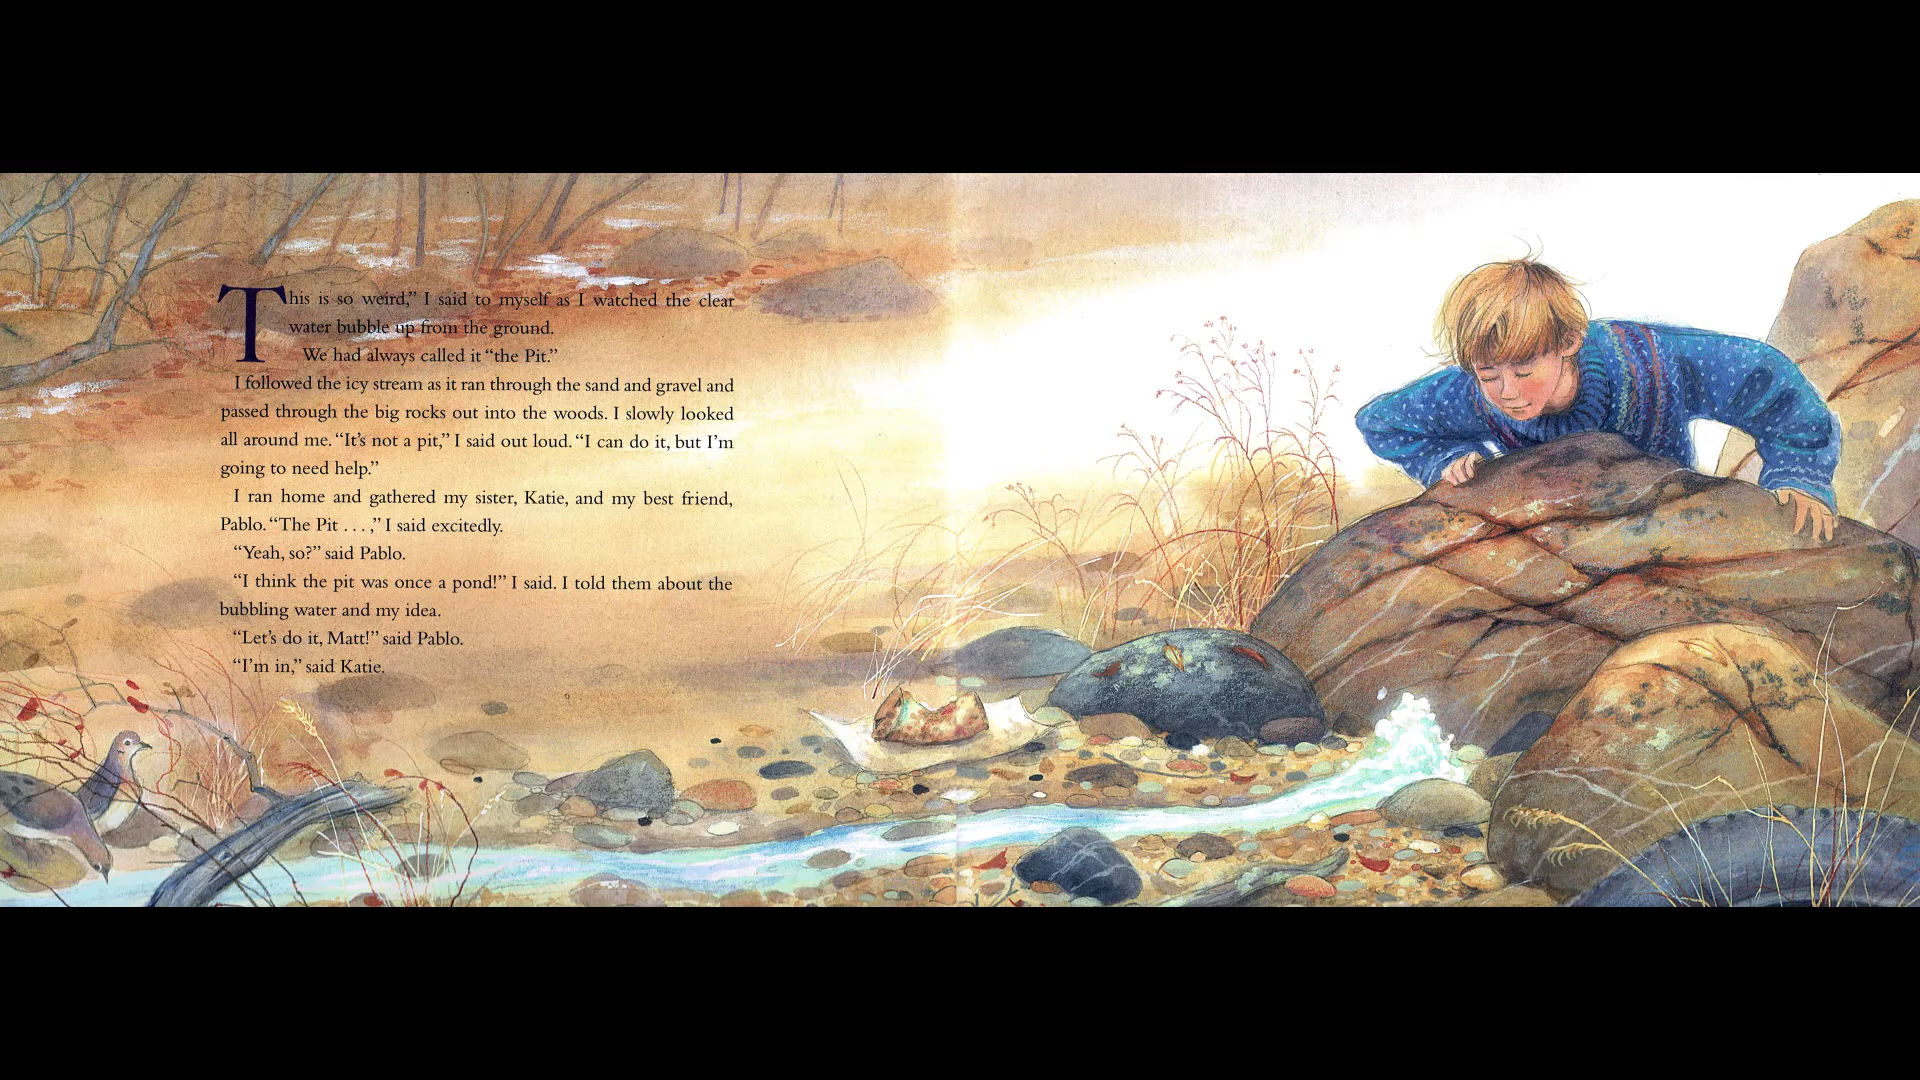 This is so weird,” I said to myself as I watched the clear
water bubble up from the ground.
We had always called it “the Pit.”
I followed the icy stream as it ran through the sand and gravel and
passed through the big rocks out into the woods. I slowly looked
all around me. “It’s not a pit,” I said out loud. “I can do it, but I’m
going to need help.”
I ran home and gathered my sister, Katie, and my best friend,
Pablo. “The Pit . . . ,” I said excitedly.
“Yeah, so?” said Pablo.
“I think the pit was once a pond!” I said. I told them about the
bubbling water and my idea.
“Let’s do it, Matt!” said Pablo.
“I’m in,” said Katie.